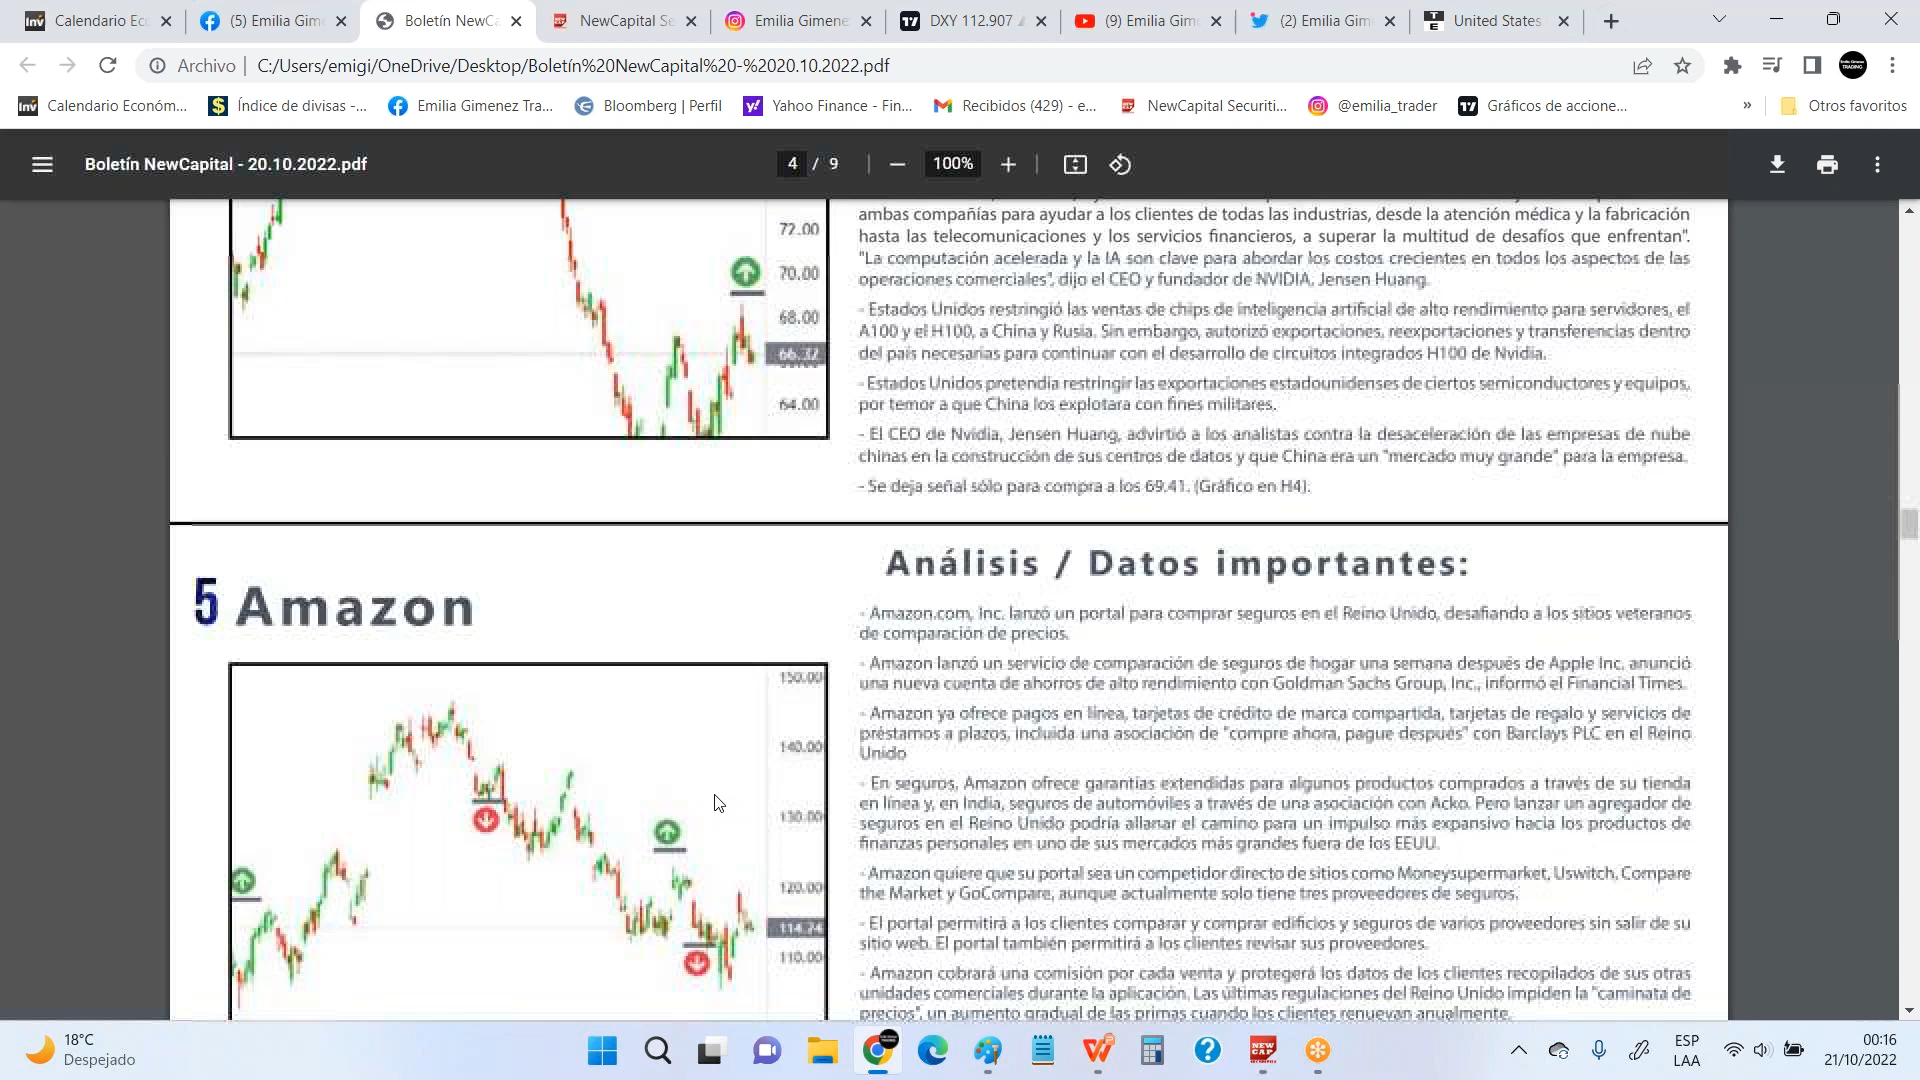 Calendario Ec
(5) Emilia Gim
Boletín NewC
NewCapital Se
Emilia Gimene
DXY 112.907
(9) Emilia Gim
(2) Emilia Gim
United States
Archivo
C:/Users/emigi/OneDrive/Desktop/Boletín%20NewCapital%20-%2020.10.2022.pdf
Calendario Económ...
Índice de divisas -...
Emilia Gimenez Tra...
Bloomberg | Perfil
Yahoo Finance - Fin...
Recibidos (429) - e...
NewCapital Securiti...
@emilia_trader
Gráficos de accione...
»
Otros favoritos
Boletín NewCapital - 20.10.2022.pdf
4 / 9
100%
72.00
70.00
68.00
66.32
64.00
ambas compañías para ayudar a los clientes de todas las industrias, desde la atención médica y la fabricación
hasta las telecomunicaciones y los servicios financieros, a superar la multitud de desafíos que enfrentan".
"La computación acelerada y la IA son clave para abordar los costos crecientes en todos los aspectos de las
operaciones comerciales", dijo el CEO y fundador de NVIDIA, Jensen Huang.
- Estados Unidos restringió las ventas de chips de inteligencia artificial de alto rendimiento para servidores, el
A100 y el H100, a China y Rusia. Sin embargo, autorizó exportaciones, reexportaciones y transferencias dentro
del país necesarias para continuar con el desarrollo de circuitos integrados H100 de Nvidia.
- Estados Unidos pretendía restringir las exportaciones estadounidenses de ciertos semiconductores y equipos,
por temor a que China los explotara con fines militares.
- El CEO de Nvidia, Jensen Huang, advirtió a los analistas contra la desaceleración de las empresas de nube
chinas en la construcción de sus centros de datos y que China era un "mercado muy grande" para la empresa.
- Se deja señal sólo para compra a los 69.41. (Gráfico en H4).
5 Amazon
150.00
140.00
130.00
120.00
114.74
110.00
Análisis / Datos importantes:
- Amazon.com, Inc. lanzó un portal para comprar seguros en el Reino Unido, desafiando a los sitios veteranos
de comparación de precios.
- Amazon lanzó un servicio de comparación de seguros de hogar una semana después de Apple Inc. anunció
una nueva cuenta de ahorros de alto rendimiento con Goldman Sachs Group, Inc., informó el Financial Times.
- Amazon ya ofrece pagos en línea, tarjetas de crédito de marca compartida, tarjetas de regalo y servicios de
préstamos a plazos, incluida una asociación de "compre ahora, pague después" con Barclays PLC en el Reino
Unido
- En seguros, Amazon ofrece garantías extendidas para algunos productos comprados a través de su tienda
en línea y, en India, seguros de automóviles a través de una asociación con Acko. Pero lanzar un agregador de
seguros en el Reino Unido podría allanar el camino para un impulso más expansivo hacia los productos de
finanzas personales en uno de sus mercados más grandes fuera de los EEUU.
- Amazon quiere que su portal sea un competidor directo de sitios como Moneysupermarket, Uswitch, Compare
the Market y GoCompare, aunque actualmente solo tiene tres proveedores de seguros.
- El portal permitirá a los clientes comparar y comprar edificios y seguros de varios proveedores sin salir de su
sitio web. El portal también permitirá a los clientes revisar sus proveedores.
- Amazon cobrará una comisión por cada venta y protegerá los datos de los clientes recopilados de sus otras
unidades comerciales durante la aplicación. Las últimas regulaciones del Reino Unido impiden la "caminata de
precios", un aumento gradual de las primas cuando los clientes renuevan anualmente.
18°C
Despejado
NEW
CAP
ESP
LAA
00:16
21/10/2022